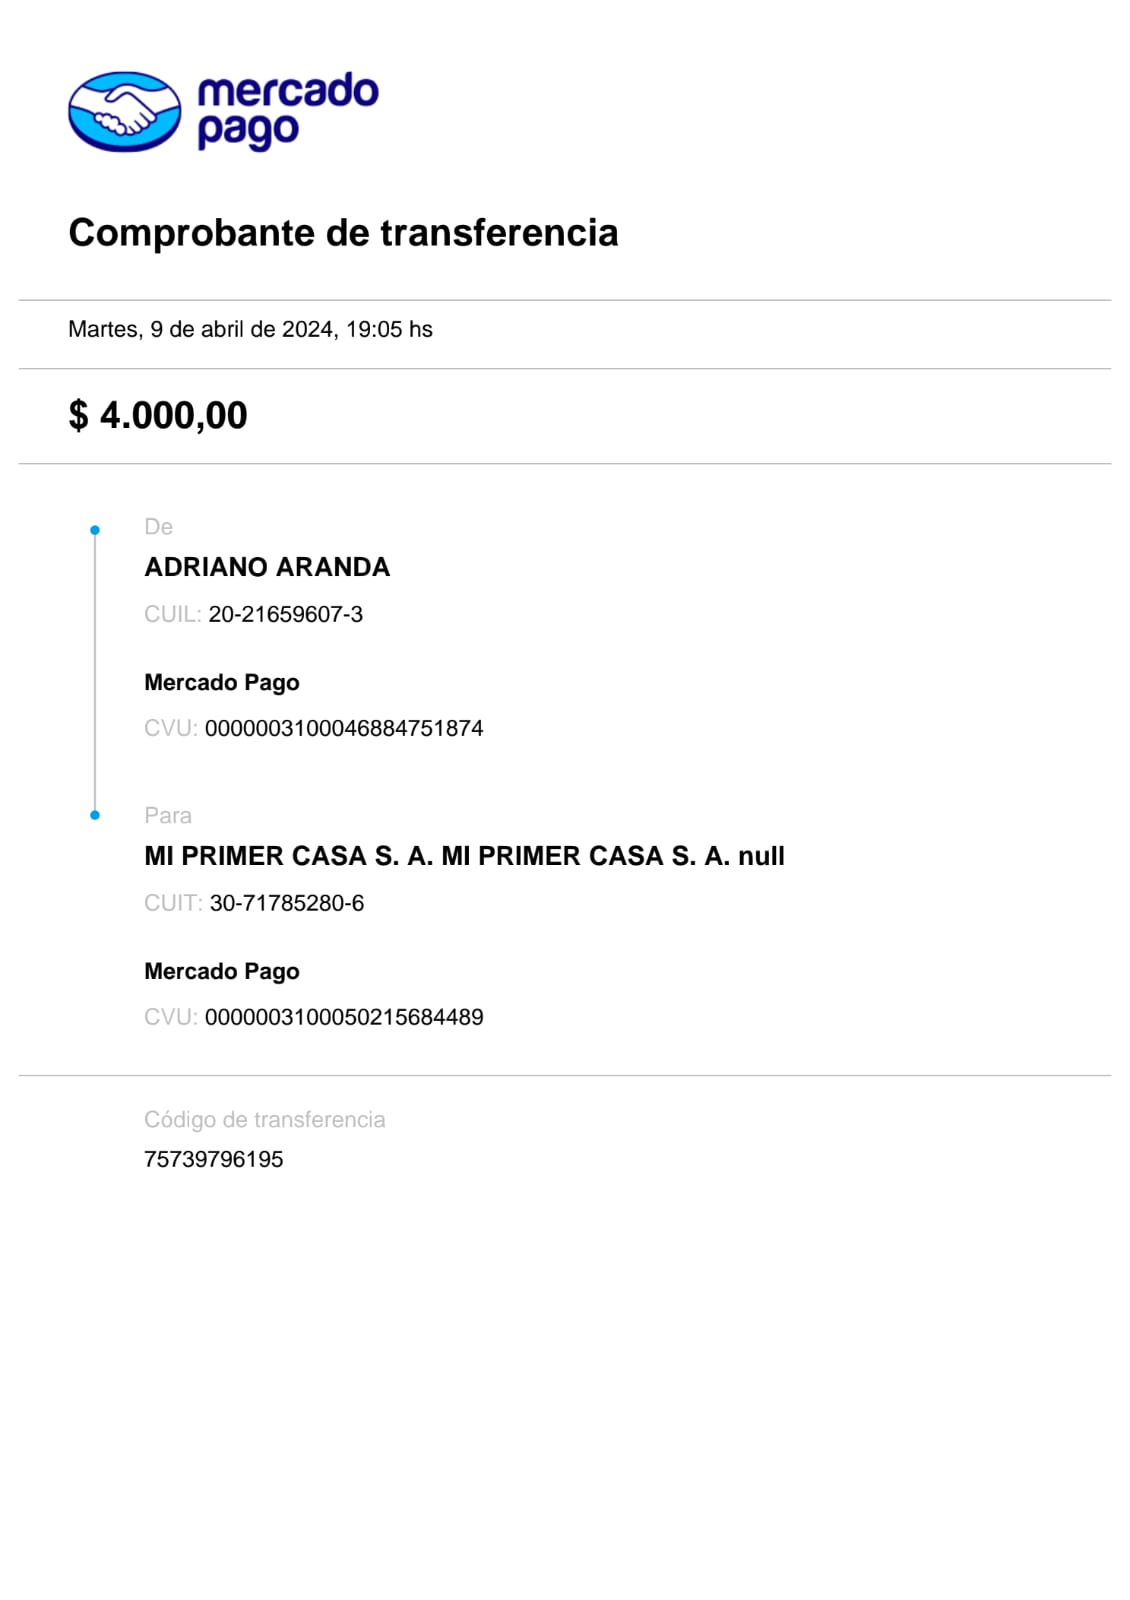 mercado
pago
Comprobante de transferencia
Martes, 9 de abril de 2024, 19:05 hs
$ 4.000,00
De
ADRIANO ARANDA
CUIL: 20-21659607-3
Mercado Pago
CVU: 0000003100046884751874
Para
MI PRIMER CASA S. A. MI PRIMER CASA S. A. null
CUIT: 30-71785280-6
Mercado Pago
CVU: 0000003100050215684489
Código de transferencia
75739796195